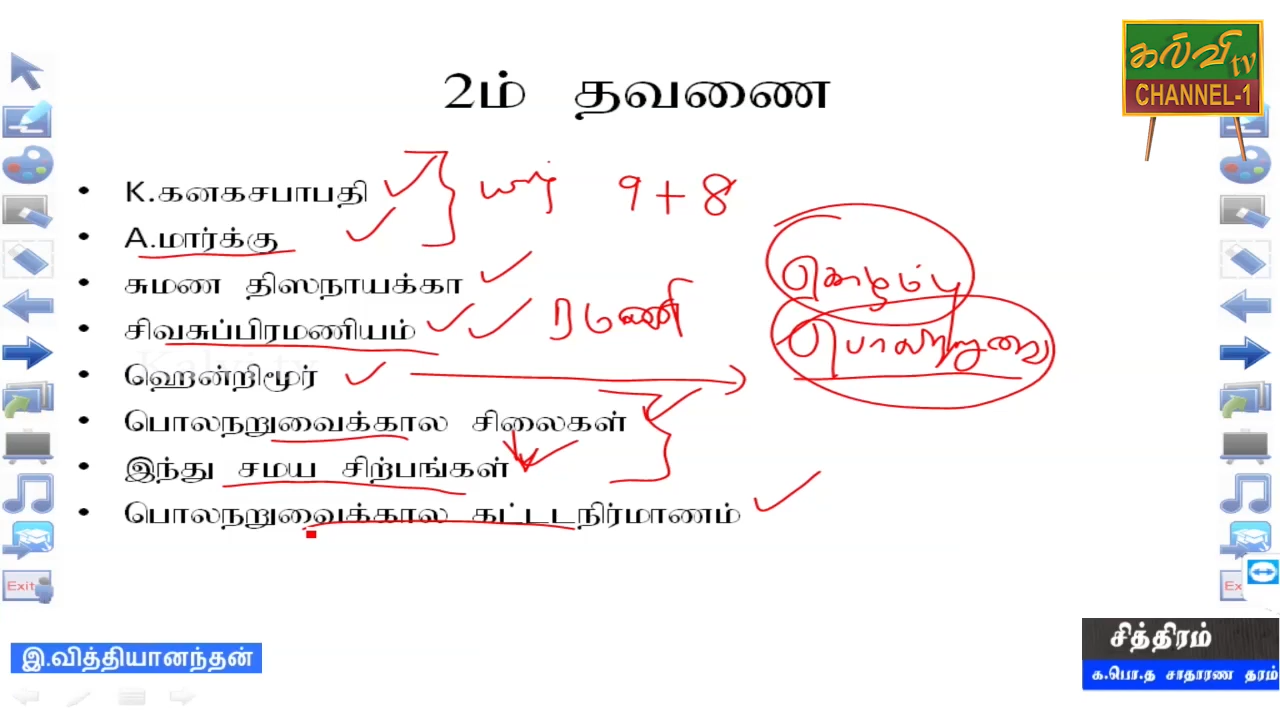 கல்வி tv
CHANNEL-1
2ம் தவணை
• K.கனகசபாபதி
யாழ் 9 + 8
• A.மார்க்கு
• சுமண திஸநாயக்கா
கொழும்பு
• சிவசுப்பிரமணியம்
ரமணி
பொலநறுவை
• ஹென்றிமூர்
• பொலநறுவைக்கால சிலைகள்
• இந்து சமய சிற்பங்கள்
• பொலநறுவைக்கால கட்டடநிர்மாணம்
Exit
இ.வித்தியானந்தன்
சித்திரம்
க.பொ.த சாதாரண தரம்